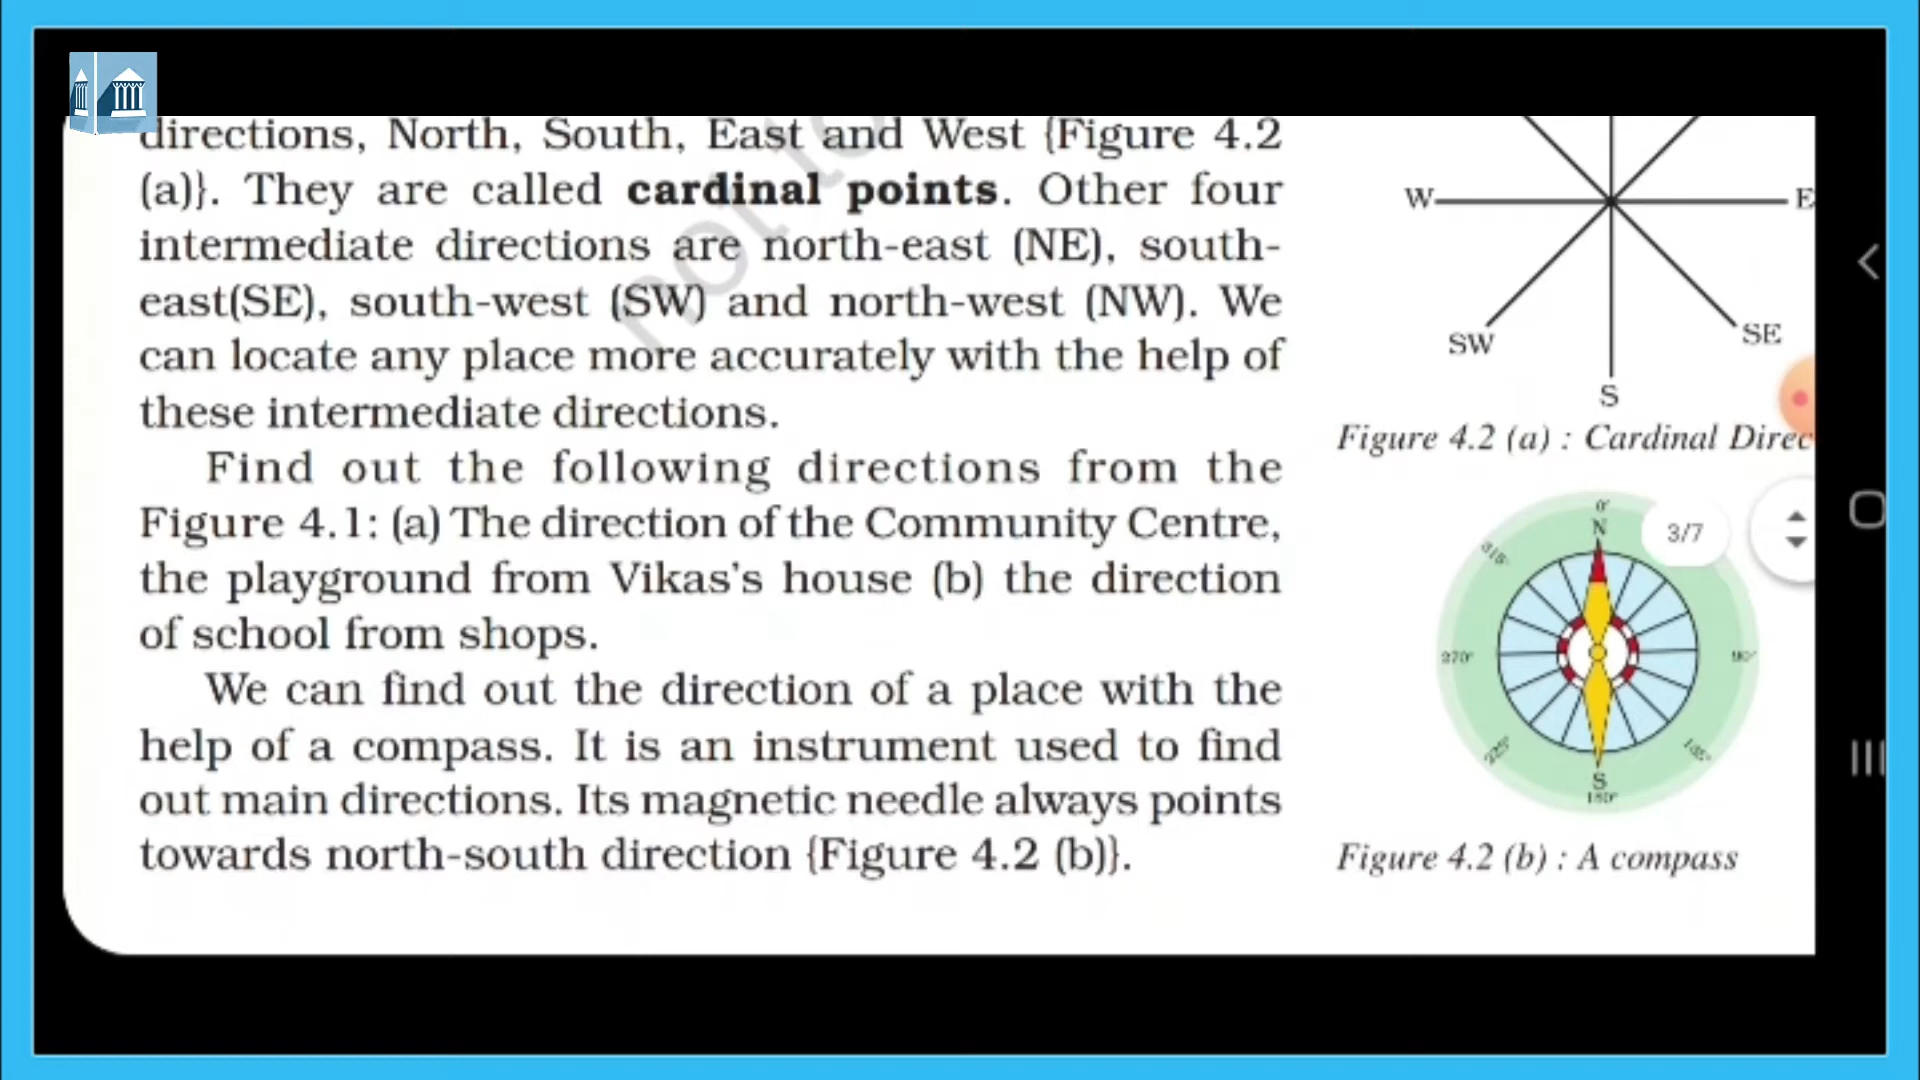 directions, North, South, East and West {Figure 4.2
(a)}. They are called cardinal points. Other four
intermediate directions are north-east (NE), south-
east(SE), south-west (SW) and north-west (NW). We
can locate any place more accurately with the help of
these intermediate directions.
Find out the following directions from the
Figure 4.1: (a) The direction of the Community Centre,
the playground from Vikas's house (b) the direction
of school from shops.
We can find out the direction of a place with the
help of a compass. It is an instrument used to find
out main directions. Its magnetic needle always points
towards north-south direction {Figure 4.2 (b)}.
not to
W E
SW SE
S
Figure 4.2 (a) : Cardinal Direc
0°
N
3/7
315°
270° 90°
225°
S
180°
Figure 4.2 (b) : A compass